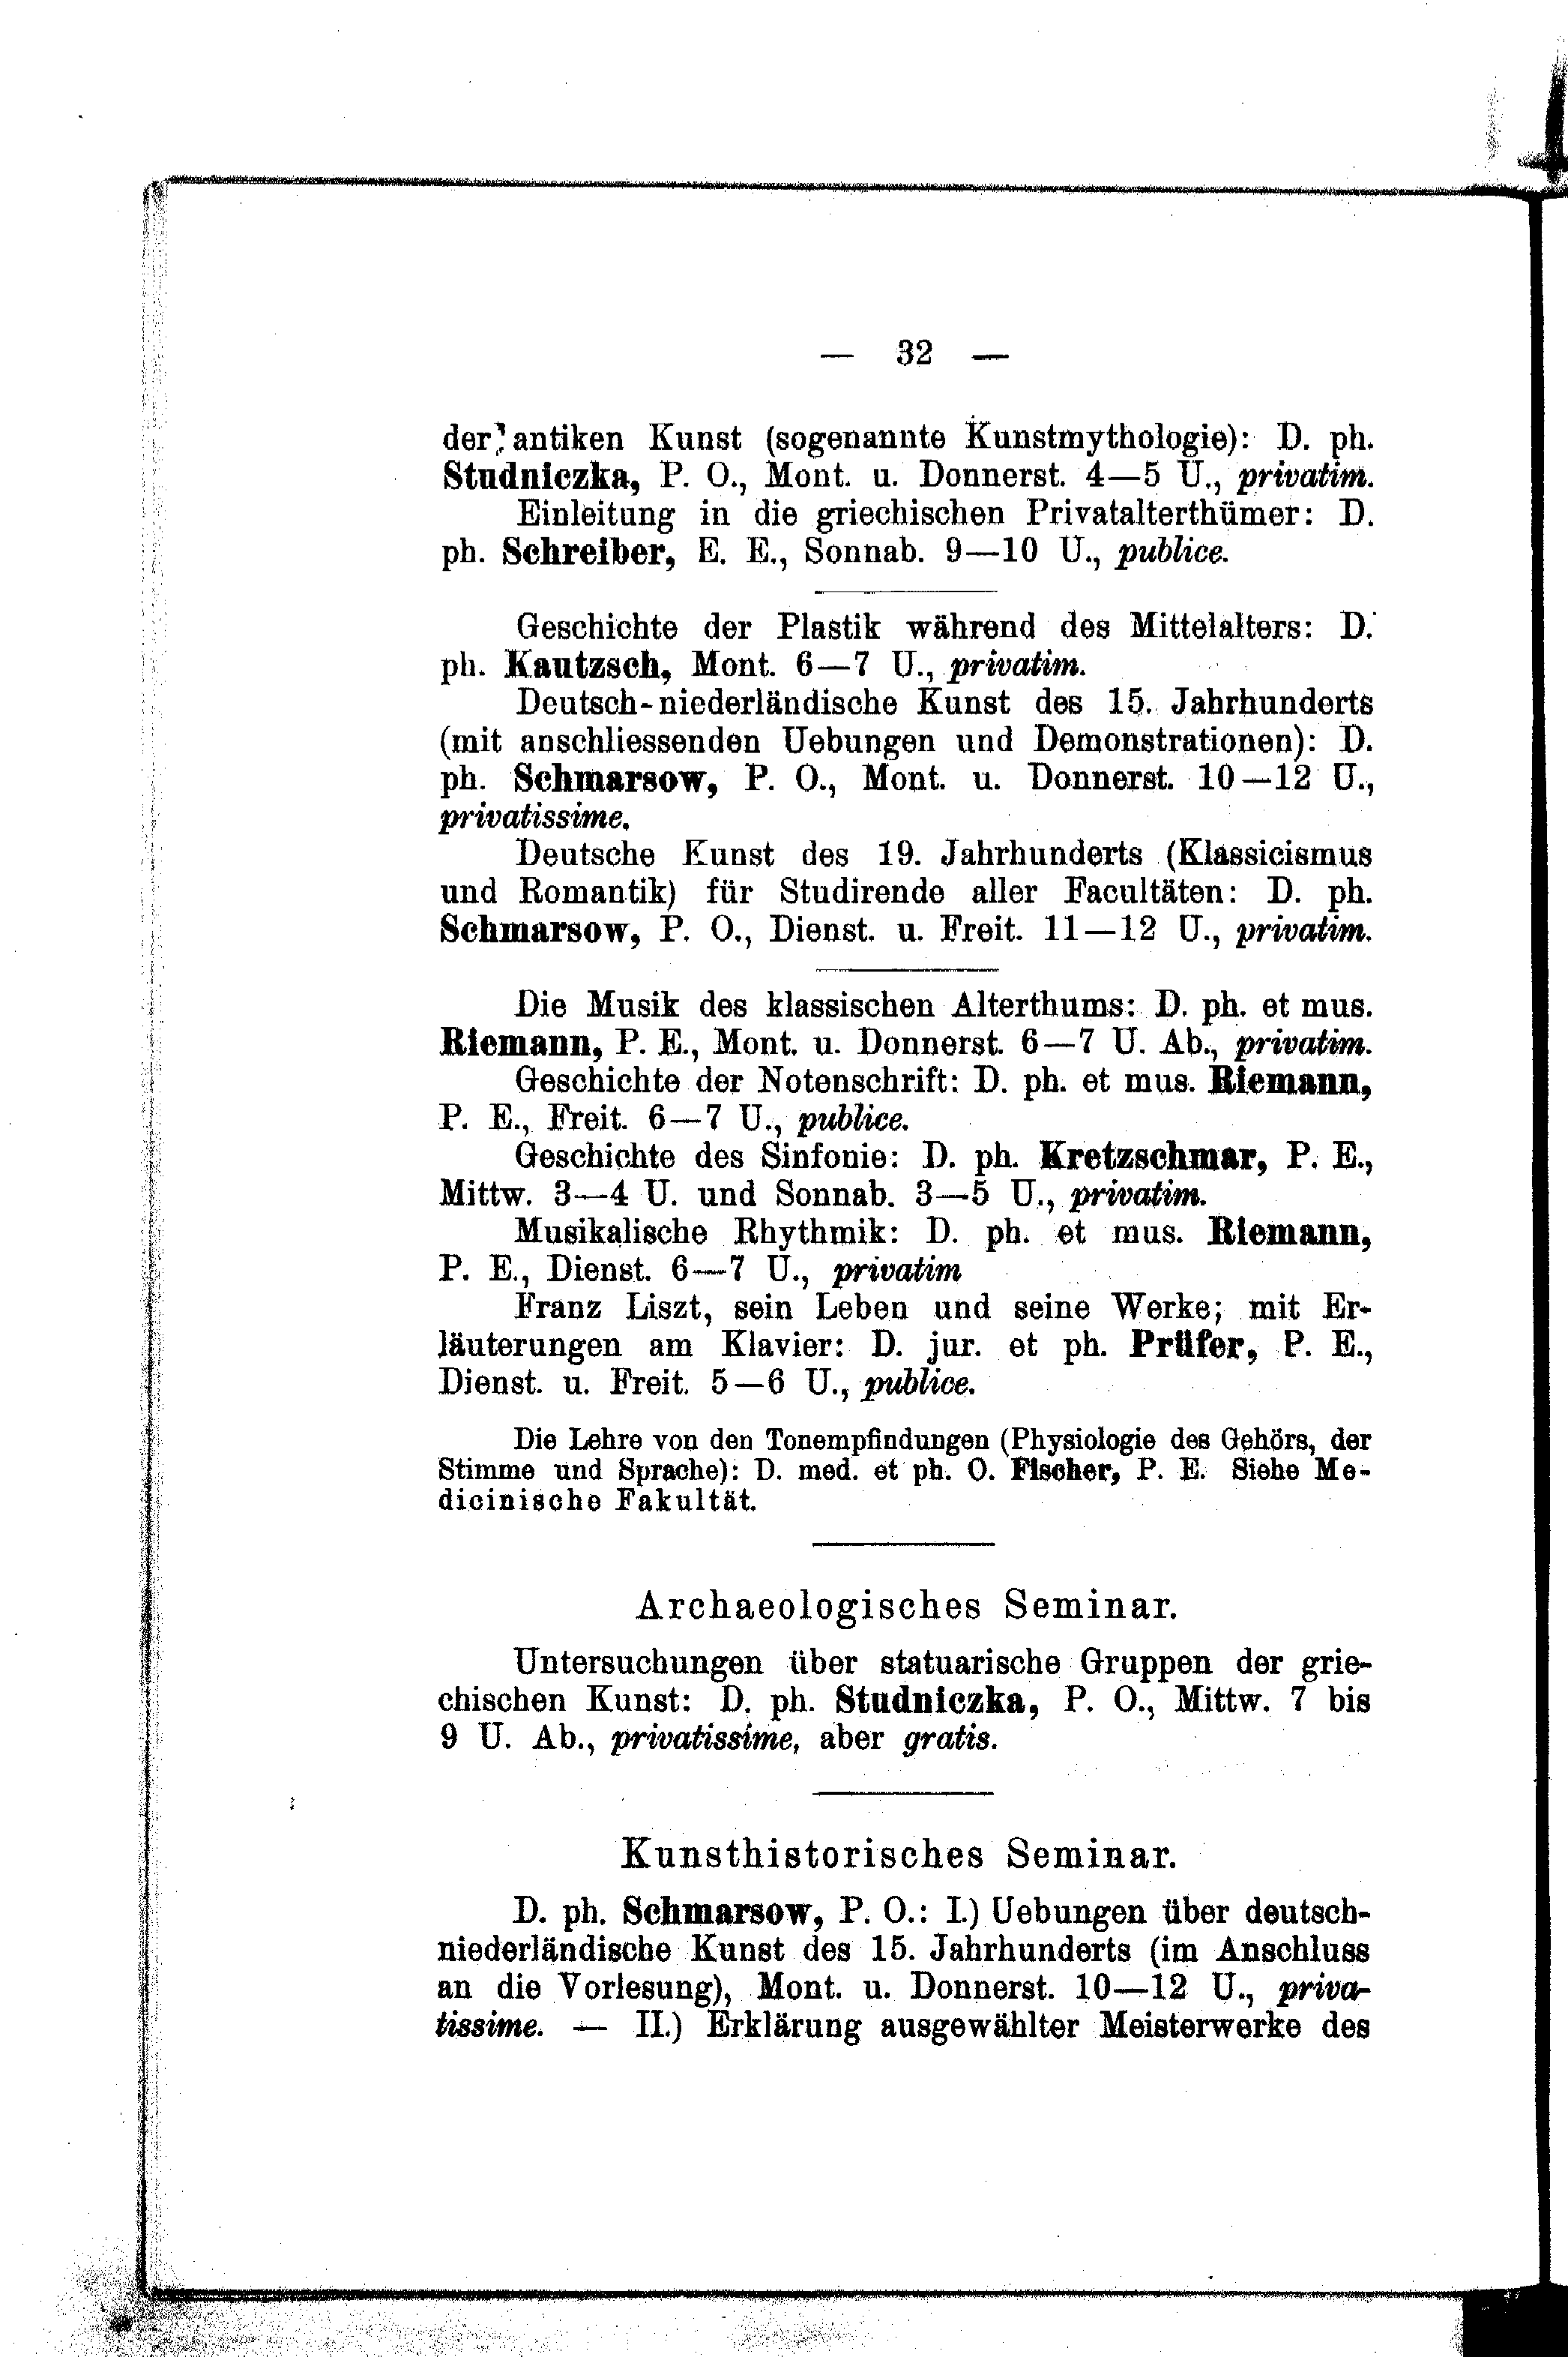 — 32 —
der antiken Kunst (sogenannte Kunstmythologie): D. ph.
Studniczka, P. O., Mont. u. Donnerst. 4—5 U., privatim.
Einleitung in die griechischen Privatalterthümer: D.
ph. Schreiber, E. E., Sonnab. 9—10 U., publice.
Geschichte der Plastik während des Mittelalters: D.
ph. Kautzsch, Mont. 6—7 U., privatim.
Deutsch-niederländische Kunst des 15. Jahrhunderts
(mit anschliessenden Uebungen und Demonstrationen): D.
ph. Schmarsow, P. O., Mont. u. Donnerst. 10—12 U.,
privatissime.
Deutsche Kunst des 19. Jahrhunderts (Klassicismus
und Romantik) für Studirende aller Facultäten: D. ph.
Schmarsow, P. O., Dienst. u. Freit. 11—12 U., privatim.
Die Musik des klassischen Alterthums: D. ph. et mus.
Riemann, P. E., Mont. u. Donnerst. 6—7 U. Ab., privatim.
Geschichte der Notenschrift: D. ph. et mus. Riemann,
P. E., Freit. 6—7 U., publice.
Geschichte des Sinfonie: D. ph. Kretzschmar, P. E.,
Mittw. 3—4 U. und Sonnab. 3—5 U., privatim.
Musikalische Rhythmik: D. ph. et mus. Riemann,
P. E., Dienst. 6—7 U., privatim
Franz Liszt, sein Leben und seine Werke; mit Er-
läuterungen am Klavier: D. jur. et ph. Prüfer, P. E.,
Dienst. u. Freit. 5—6 U., publice.
Die Lehre von den Tonempfindungen (Physiologie des Gehörs, der
Stimme und Sprache): D. med. et ph. O. Fischer, P. E. Siehe Me-
dicinische Fakultät.
Archaeologisches Seminar.
Untersuchungen über statuarische Gruppen der grie-
chischen Kunst: D. ph. Studniczka, P. O., Mittw. 7 bis
9 U. Ab., privatissime, aber gratis.
Kunsthistorisches Seminar.
D. ph. Schmarsow, P. O.: I.) Uebungen über deutsch-
niederländische Kunst des 15. Jahrhunderts (im Anschluss
an die Vorlesung), Mont. u. Donnerst. 10—12 U., priva-
tissime. — II.) Erklärung ausgewählter Meisterwerke des